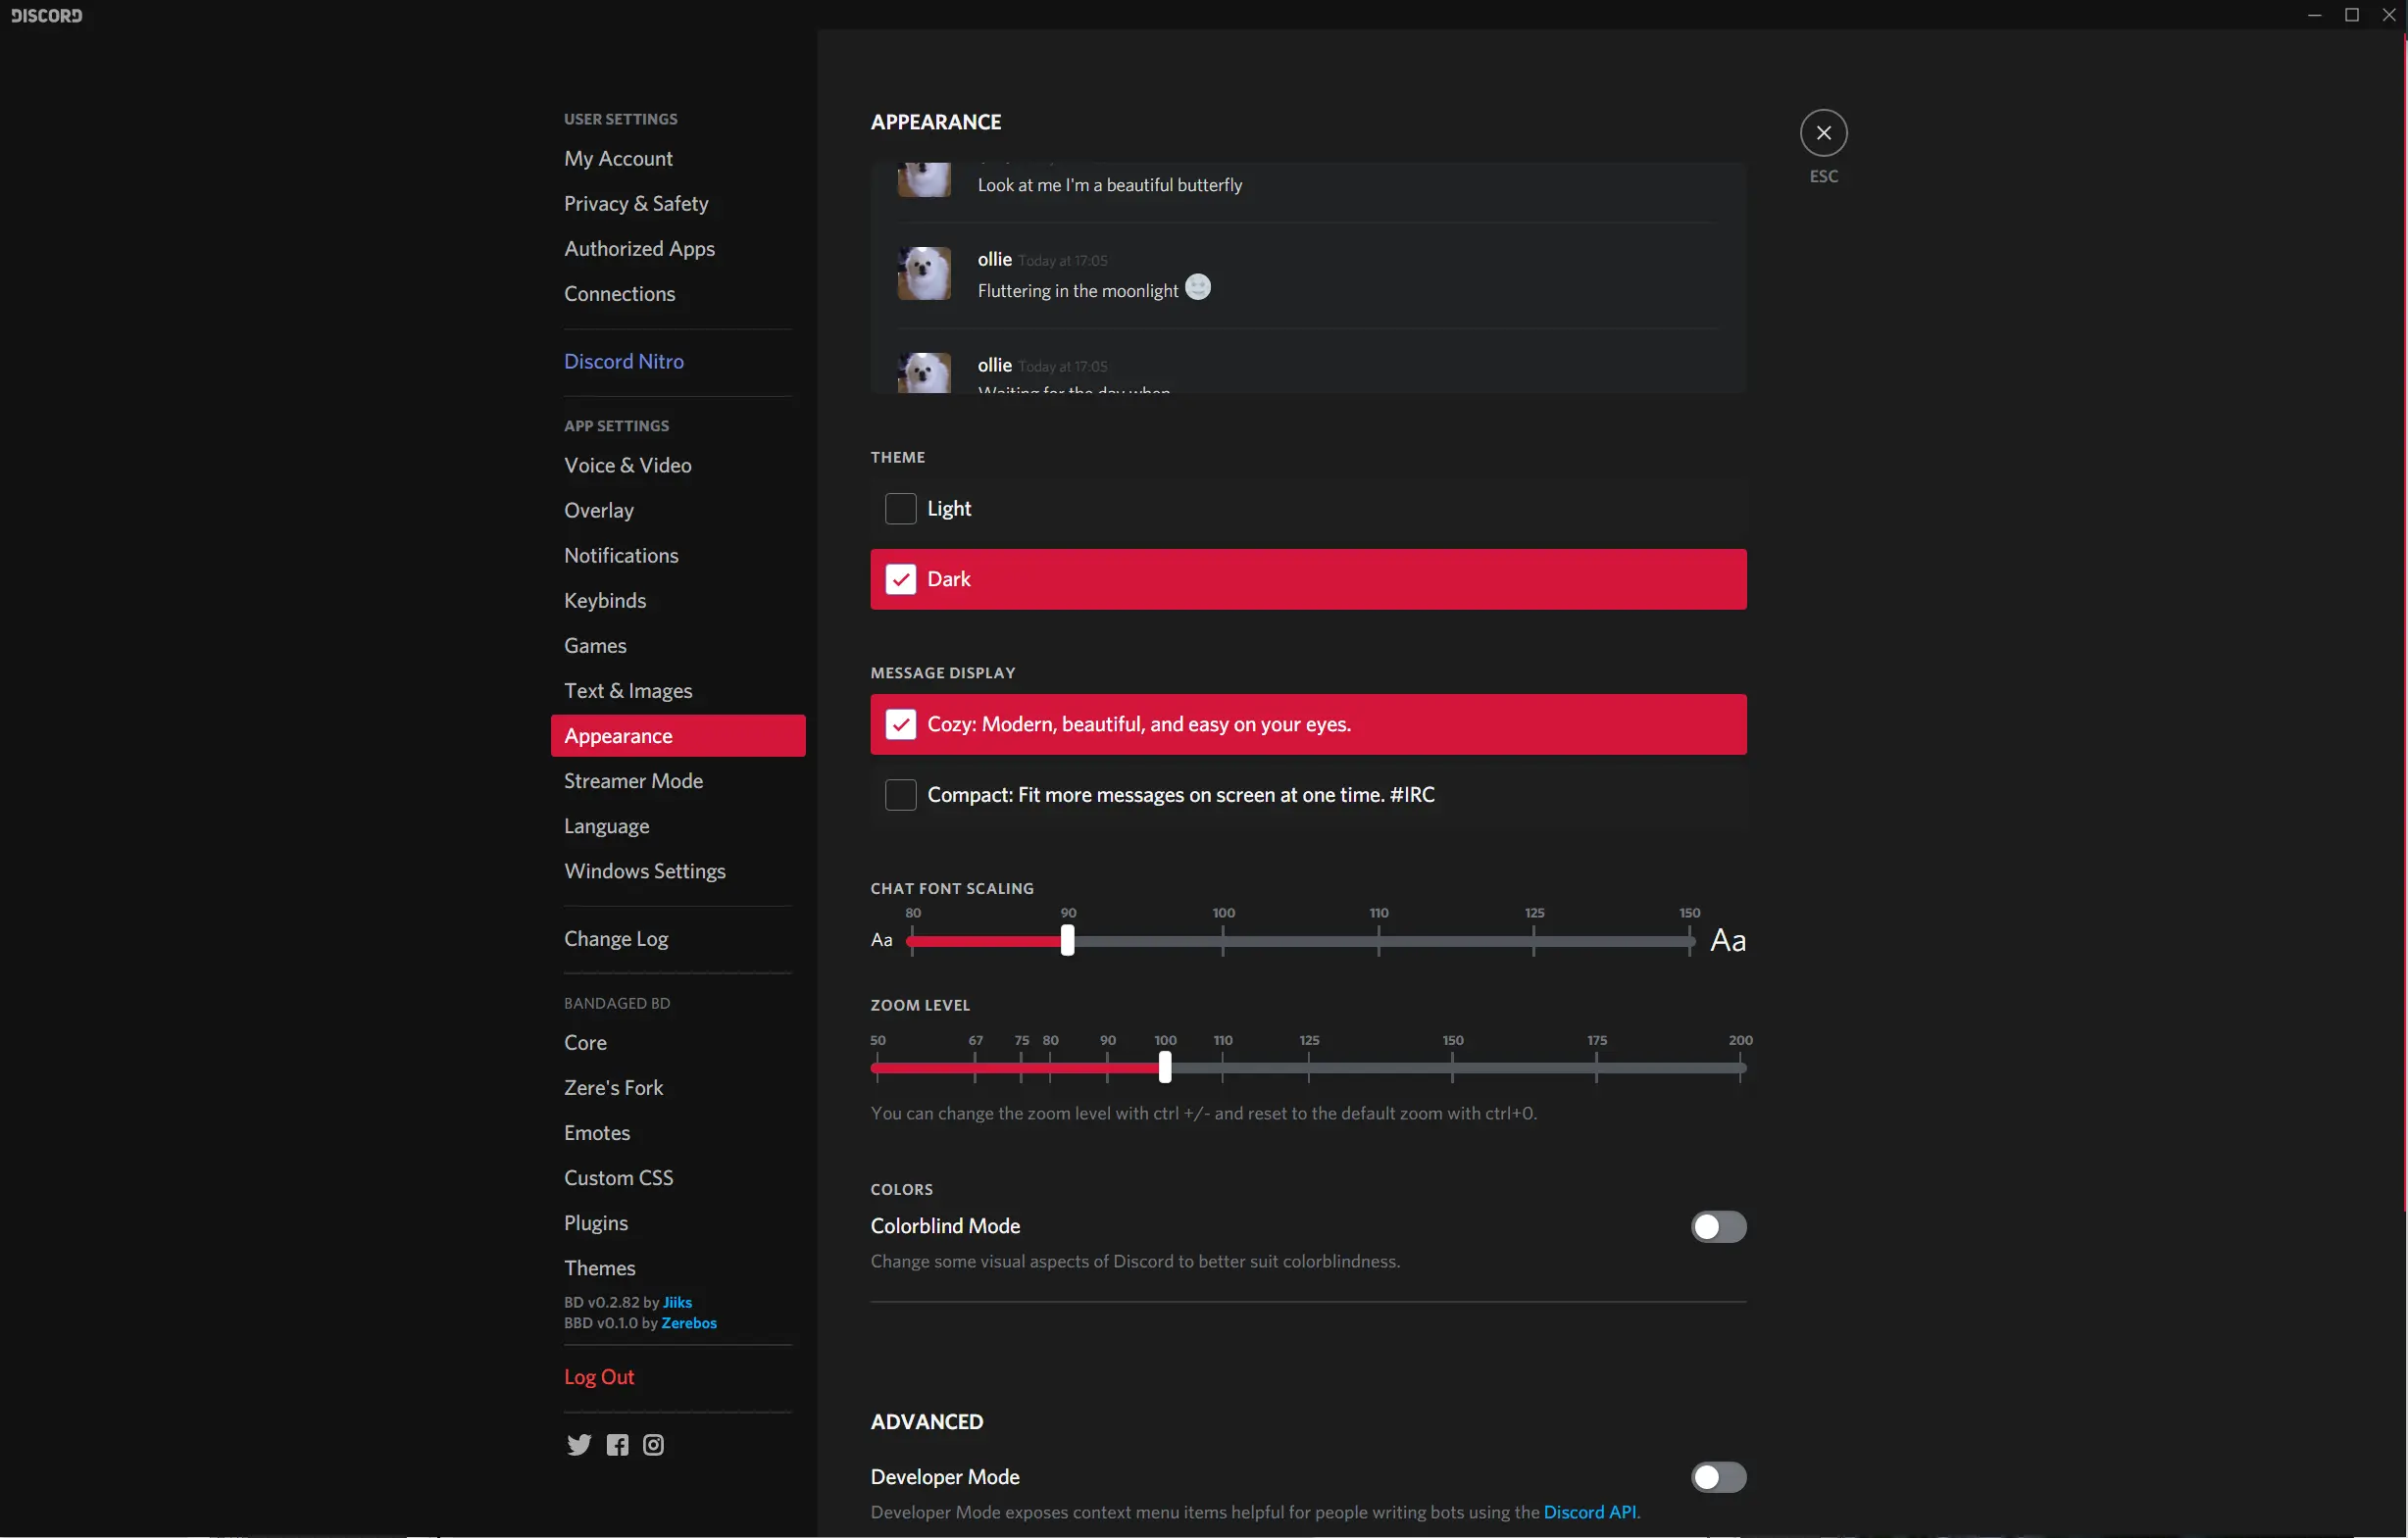 DISCORD
USER SETTINGS
My Account
Privacy & Safety
Authorized Apps
Connections
Discord Nitro
APP SETTINGS
Voice & Video
Overlay
Notifications
Keybinds
Games
Text & Images
Appearance
Streamer Mode
Language
Windows Settings
Change Log
BANDAGED BD
Core
Zere's Fork
Emotes
Custom CSS
Plugins
Themes
BD v0.2.82 by Jiiks
BBD v0.1.0 by Zerebos
Log Out
APPEARANCE
ESC
Look at me I'm a beautiful butterfly
ollie Today at 17:05
Fluttering in the moonlight
ollie Today at 17:05
Waiting for the day when
THEME
Light
Dark
MESSAGE DISPLAY
Cozy: Modern, beautiful, and easy on your eyes.
Compact: Fit more messages on screen at one time. #IRC
CHAT FONT SCALING
80 90 100 110 125 150
Aa Aa
ZOOM LEVEL
50 67 75 80 90 100 110 125 150 175 200
You can change the zoom level with ctrl +/- and reset to the default zoom with ctrl+0.
COLORS
Colorblind Mode
Change some visual aspects of Discord to better suit colorblindness.
ADVANCED
Developer Mode
Developer Mode exposes context menu items helpful for people writing bots using the Discord API.